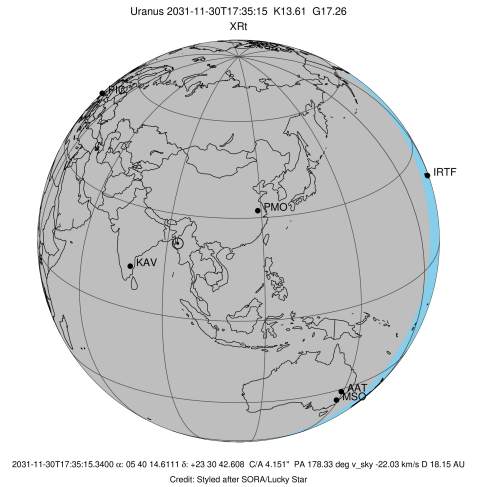 Uranus 2031-11-30T17:35:15 K13.61 G17.26
XRt
PIC
IRTF
PMO
KAV
AAT
MSO
2031-11-30T17:35:15.3400 α: 05 40 14.6111 δ: +23 30 42.608 C/A 4.151" PA 178.33 deg v_sky -22.03 km/s D 18.15 AU
Credit: Styled after SORA/Lucky Star